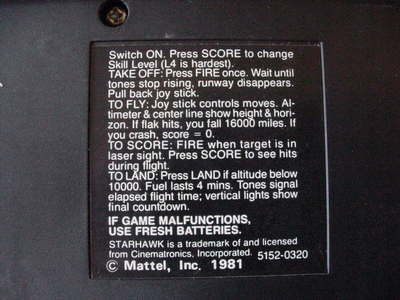 Switch ON. Press SCORE to change
Skill Level (L4 is hardest).
TAKE OFF: Press FIRE once. Wait until
tones stop rising, runway disappears.
Pull back joy stick.
TO FLY: Joy stick controls moves. Al-
timeter & center line show height & hori-
zon. If flak hits, you fall 16000 miles. If
you crash, score = 0.
TO SCORE: FIRE when target is in
laser sight. Press SCORE to see hits
during flight.
TO LAND: Press LAND if altitude below
10000. Fuel lasts 4 mins. Tones signal
elapsed flight time; vertical lights show
final countdown.
IF GAME MALFUNCTIONS,
USE FRESH BATTERIES.
STARHAWK is a trademark of and licensed
from Cinematronics, Incorporated. 5152-0320
© Mattel, Inc. 1981